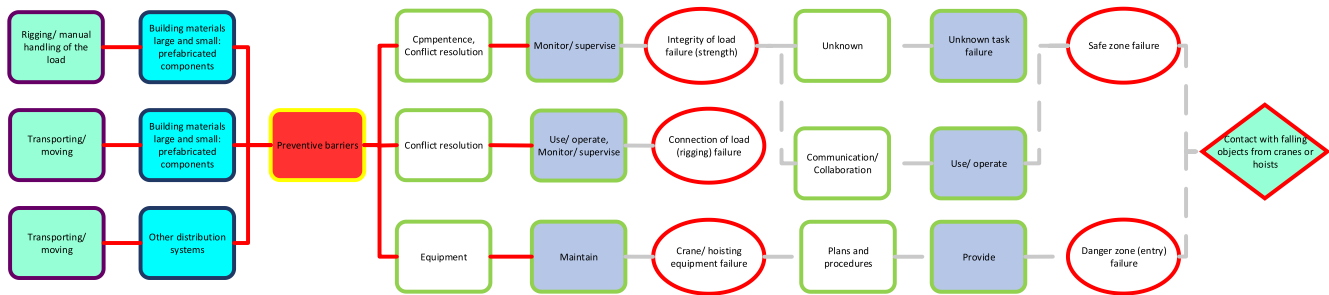 Rigging/ manual
handling of the
load
Building materials
large and small:
prefabricated
components
Cpmpentence,
Conflict resolution
Monitor/ supervise
Integrity of load
failure (strength)
Unknown
Unknown task
failure
Safe zone failure
Transporting/
moving
Building materials
large and small:
prefabricated
components
Preventive barriers
Conflict resolution
Use/ operate,
Monitor/ supervise
Connection of load
(rigging) failure
Communication/
Collaboration
Use/ operate
Contact with falling
objects from cranes or
hoists
Transporting/
moving
Other distribution
systems
Equipment
Maintain
Crane/ hoisting
equipment failure
Plans and
procedures
Provide
Danger zone (entry)
failure